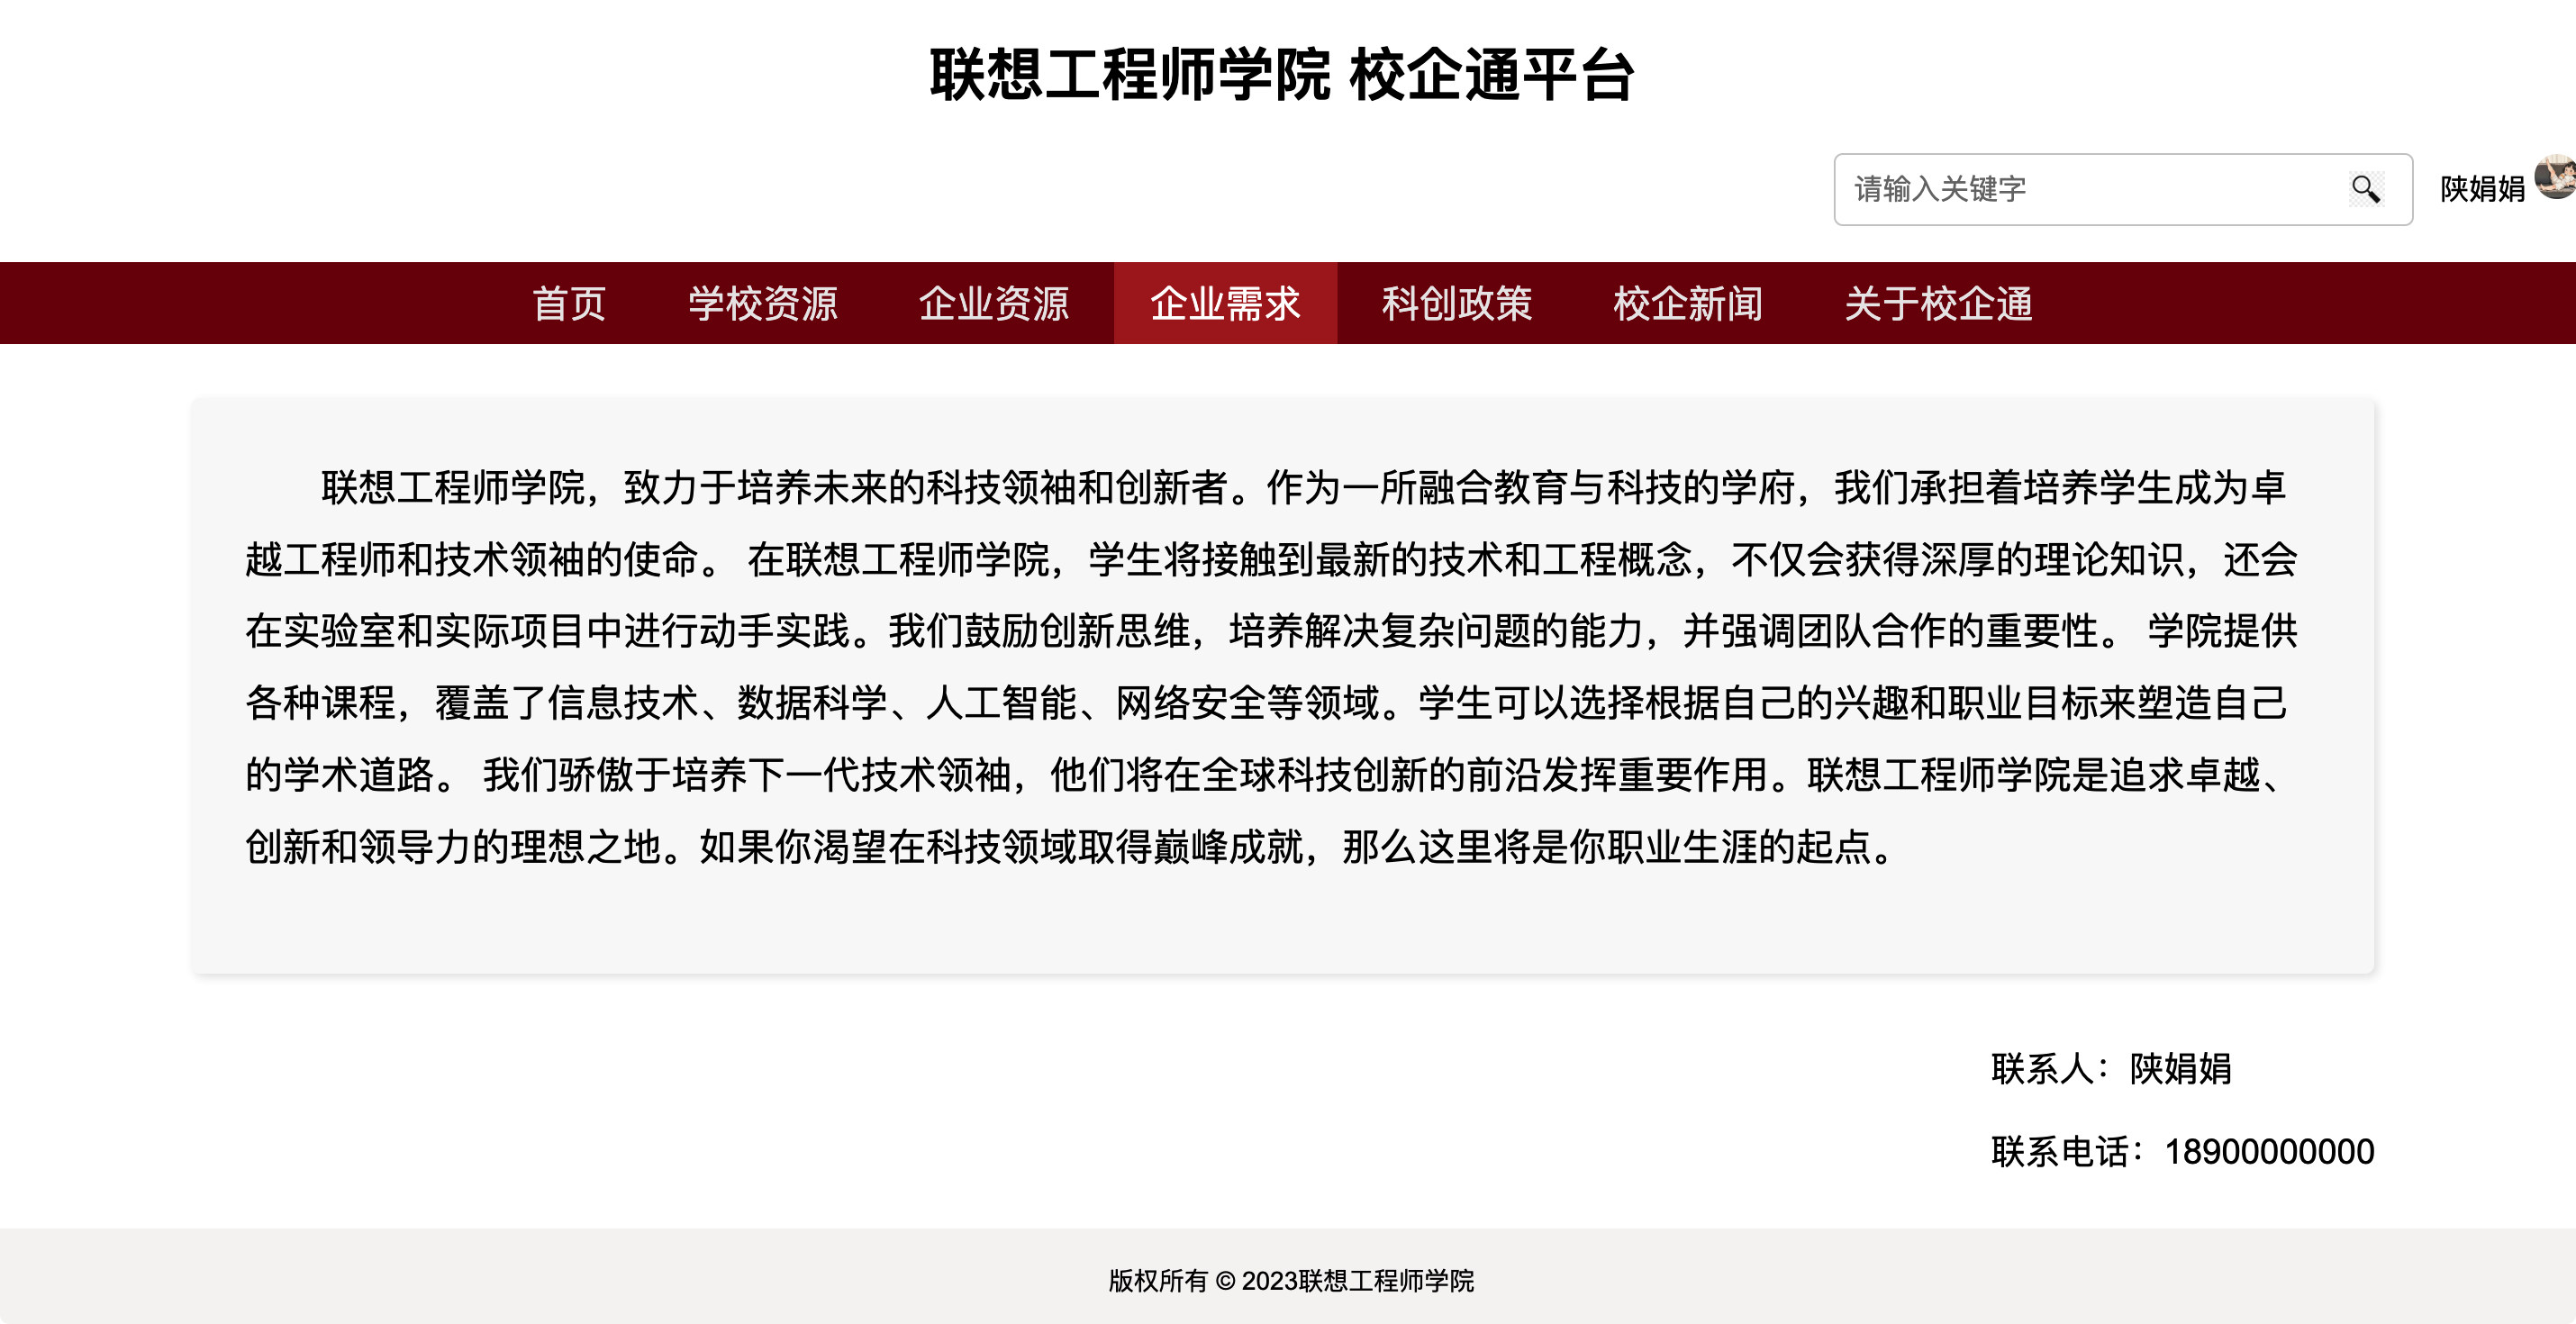 联想工程师学院 校企通平台
请输入关键字
陕娟娟
首页 学校资源 企业资源 企业需求 科创政策 校企新闻 关于校企通
联想工程师学院，致力于培养未来的科技领袖和创新者。作为一所融合教育与科技的学府，我们承担着培养学生成为卓
越工程师和技术领袖的使命。 在联想工程师学院，学生将接触到最新的技术和工程概念，不仅会获得深厚的理论知识，还会
在实验室和实际项目中进行动手实践。我们鼓励创新思维，培养解决复杂问题的能力，并强调团队合作的重要性。 学院提供
各种课程，覆盖了信息技术、数据科学、人工智能、网络安全等领域。学生可以选择根据自己的兴趣和职业目标来塑造自己
的学术道路。 我们骄傲于培养下一代技术领袖，他们将在全球科技创新的前沿发挥重要作用。联想工程师学院是追求卓越、
创新和领导力的理想之地。如果你渴望在科技领域取得巅峰成就，那么这里将是你职业生涯的起点。
联系人：陕娟娟
联系电话：18900000000
版权所有 © 2023联想工程师学院